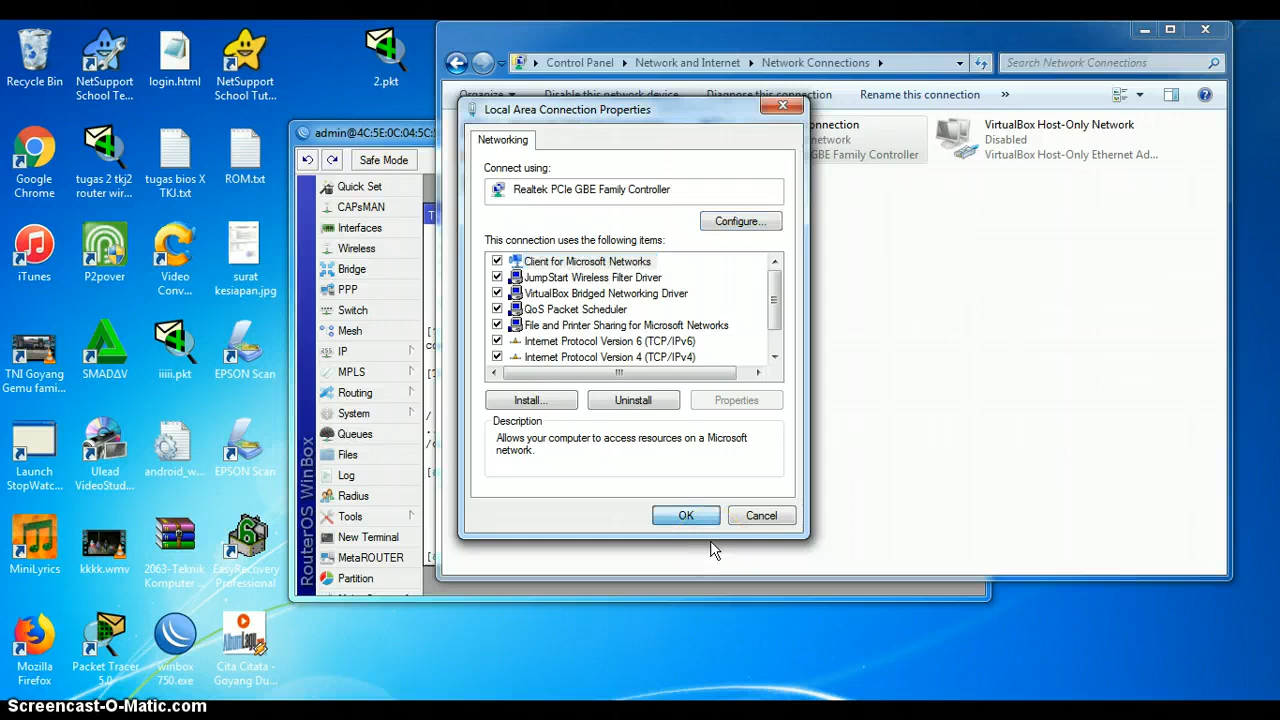 Recycle Bin
NetSupport
School Te...
login.html
NetSupport
School Tut...
2.pkt
Google
Chrome
tugas 2 tkj2
router wir...
tugas bios X
TKJ.txt
ROM.txt
iTunes
P2pover
Video
Conv...
surat
kesiapan.jpg
TNI Goyang
Gemu fami...
SMADΔV
iiiii.pkt
EPSON Scan
Launch
StopWatc...
Ulead
VideoStud...
android_w...
EPSON Scan
MiniLyrics
kkkk.wmv
2063-Teknik
Komputer ...
EasyRecovery
Professional
Mozilla
Firefox
Packet Tracer
5.0
winbox
750.exe
Cita Citata -
Goyang Du...
admin@4C:5E:0C:04:5C:
Safe Mode
Quick Set
CAPsMAN
Interfaces
Wireless
Bridge
PPP
Switch
Mesh
IP
MPLS
Routing
System
Queues
Files
Log
Radius
Tools
New Terminal
MetaROUTER
Partition
RouterOS WinBox
Control Panel
Network and Internet
Network Connections
Search Network Connections
Organize
Disable this network device
Diagnose this connection
Rename this connection
»
onnection
network
GBE Family Controller
VirtualBox Host-Only Network
Disabled
VirtualBox Host-Only Ethernet Ad...
Local Area Connection Properties
Networking
Connect using:
Realtek PCIe GBE Family Controller
Configure...
This connection uses the following items:
Client for Microsoft Networks
JumpStart Wireless Filter Driver
VirtualBox Bridged Networking Driver
QoS Packet Scheduler
File and Printer Sharing for Microsoft Networks
Internet Protocol Version 6 (TCP/IPv6)
Internet Protocol Version 4 (TCP/IPv4)
Install...
Uninstall
Properties
Description
Allows your computer to access resources on a Microsoft
network.
OK
Cancel
Screencast-O-Matic.com